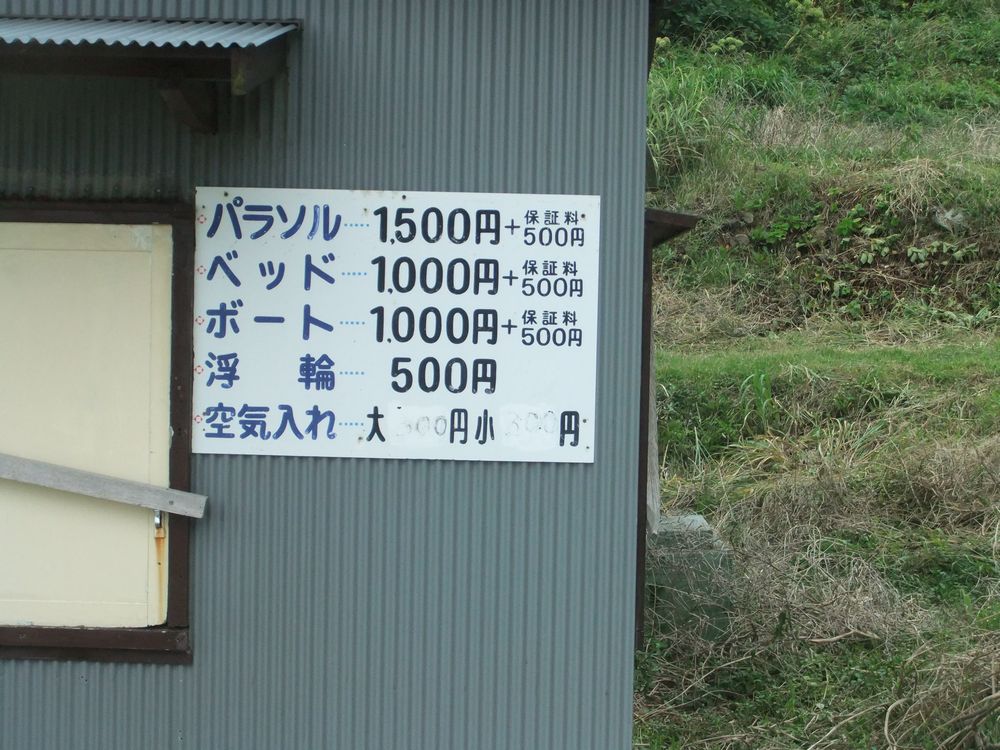 パラソル……1,500円+保証料500円
ベッド……1,000円+保証料500円
ボート……1,000円+保証料500円
浮輪……500円
空気入れ……大 円小 300円